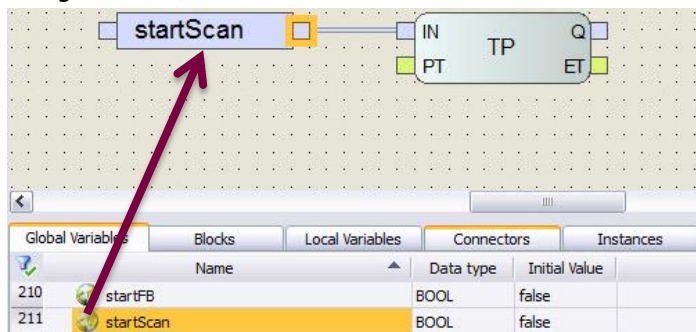 startScan
IN TP Q
PT ET
Global Variables Blocks Local Variables Connectors Instances
Name Data type Initial Value
210 startFB BOOL false
211 startScan BOOL false